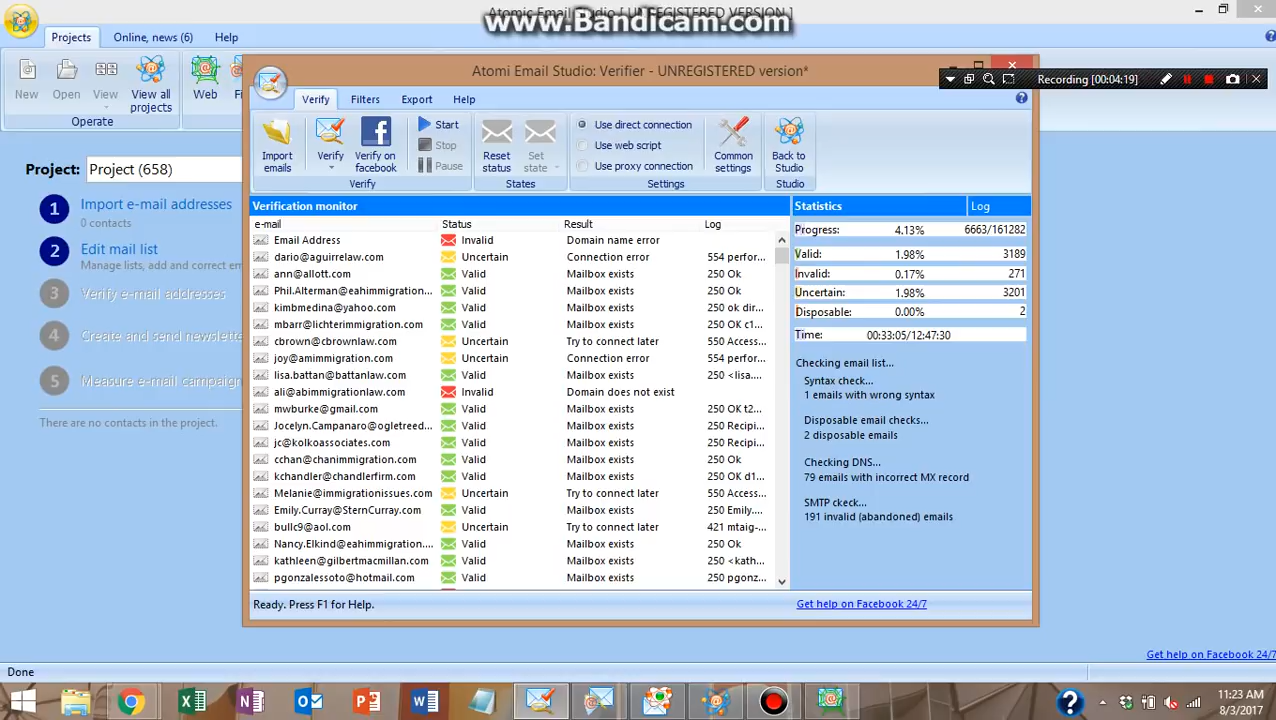 Atomic Email Studio [ UNREGISTERED VERSION ]
www.Bandicam.com
Projects Online, news (6) Help
New Open View View all projects Web
Operate
Project: Project (658)
1 Import e-mail addresses
0 contacts
2 Edit mail list
Manage lists, add and correct
3 Verify e-mail addresses
4 Create and send newslette
5 Measure e-mail campaign
There are no contacts in the project.
Atomi Email Studio: Verifier - UNREGISTERED version*
Recording [00:04:19]
Verify Filters Export Help
Import emails Verify Verify on facebook Start Stop Pause Reset status Set state Use direct connection Use web script Use proxy connection Common settings Back to Studio
Verify States Settings Studio
Verification monitor
e-mail Status Result Log
Email Address Invalid Domain name error
dario@aguirrelaw.com Uncertain Connection error 554 perfor...
ann@allott.com Valid Mailbox exists 250 Ok
Phil.Alterman@eahimmigration... Valid Mailbox exists 250 Ok
kimbmedina@yahoo.com Valid Mailbox exists 250 ok dir...
mbarr@lichterimmigration.com Valid Mailbox exists 250 OK c1...
cbrown@cbrownlaw.com Uncertain Try to connect later 550 Access...
joy@amimmigration.com Uncertain Connection error 554 perfor...
lisa.battan@battanlaw.com Valid Mailbox exists 250 <lisa....
ali@abimmigrationlaw.com Invalid Domain does not exist
mwburke@gmail.com Valid Mailbox exists 250 OK t2...
Jocelyn.Campanaro@ogletreed... Valid Mailbox exists 250 Recipi...
jc@kolkoassociates.com Valid Mailbox exists 250 Recipi...
cchan@chanimmigration.com Valid Mailbox exists 250 Ok
kchandler@chandlerfirm.com Valid Mailbox exists 250 OK d1...
Melanie@immigrationissues.com Uncertain Try to connect later 550 Access...
Emily.Curray@SternCurray.com Valid Mailbox exists 250 Emily....
bullc9@aol.com Uncertain Try to connect later 421 mtaig-...
Nancy.Elkind@eahimmigration.... Valid Mailbox exists 250 Ok
kathleen@gilbertmacmillan.com Valid Mailbox exists 250 <kath...
pgonzalessoto@hotmail.com Valid Mailbox exists 250 pgonz...
Statistics Log
Progress: 4.13% 6663/161282
Valid: 1.98% 3189
Invalid: 0.17% 271
Uncertain: 1.98% 3201
Disposable: 0.00% 2
Time: 00:33:05/12:47:30
Checking email list...
Syntax check...
1 emails with wrong syntax
Disposable email checks...
2 disposable emails
Checking DNS...
79 emails with incorrect MX record
SMTP ckeck...
191 invalid (abandoned) emails
Ready. Press F1 for Help.
Get help on Facebook 24/7
Get help on Facebook 24/7
Done
11:23 AM
8/3/2017